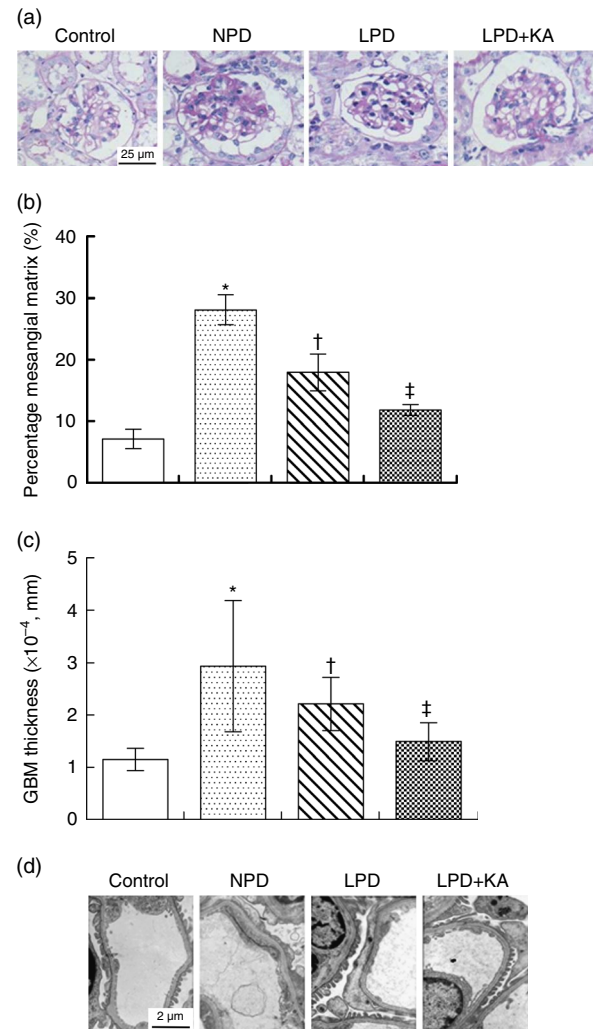 (a)
Control NPD LPD LPD+KA
25 µm
(b)
Percentage mesangial matrix (%)
40
30
20
10
0
*
†
‡
(c)
GBM thickness (×10⁻⁴, mm)
5
4
3
2
1
0
*
†
‡
(d)
Control NPD LPD LPD+KA
2 µm